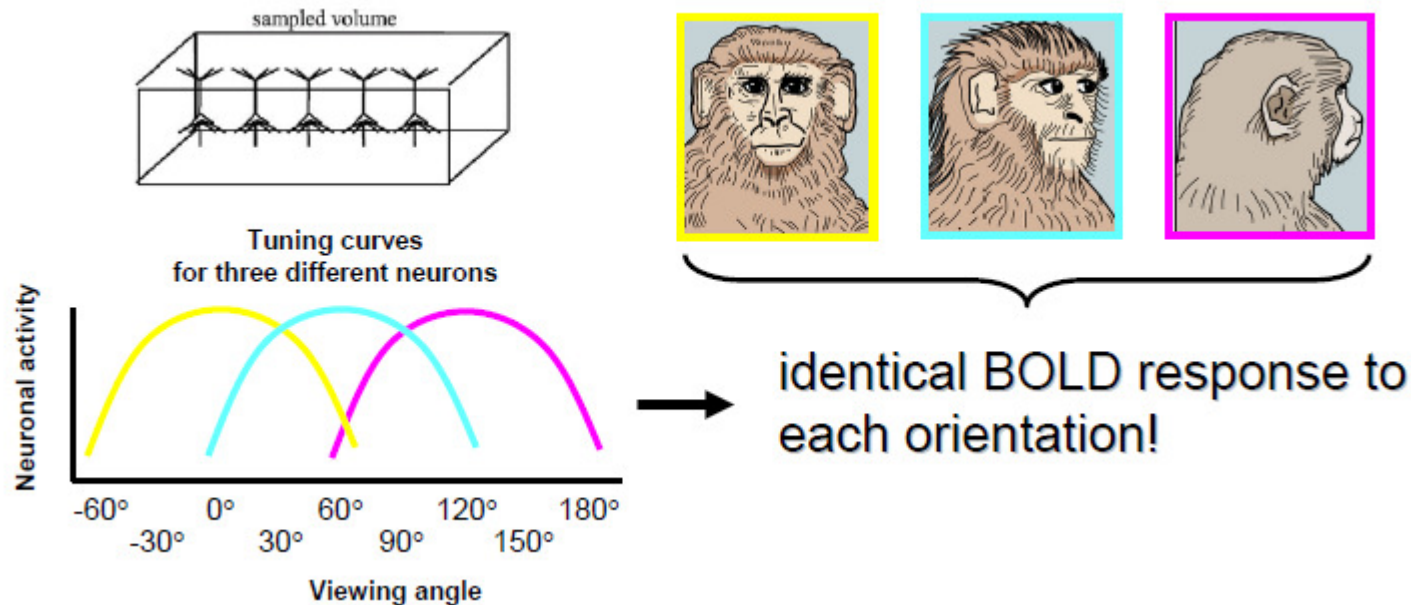 sampled volume
Tuning curves
for three different neurons
Neuronal activity
-60° 0° 60° 120° 180°
-30° 30° 90° 150°
Viewing angle
identical BOLD response to
each orientation!